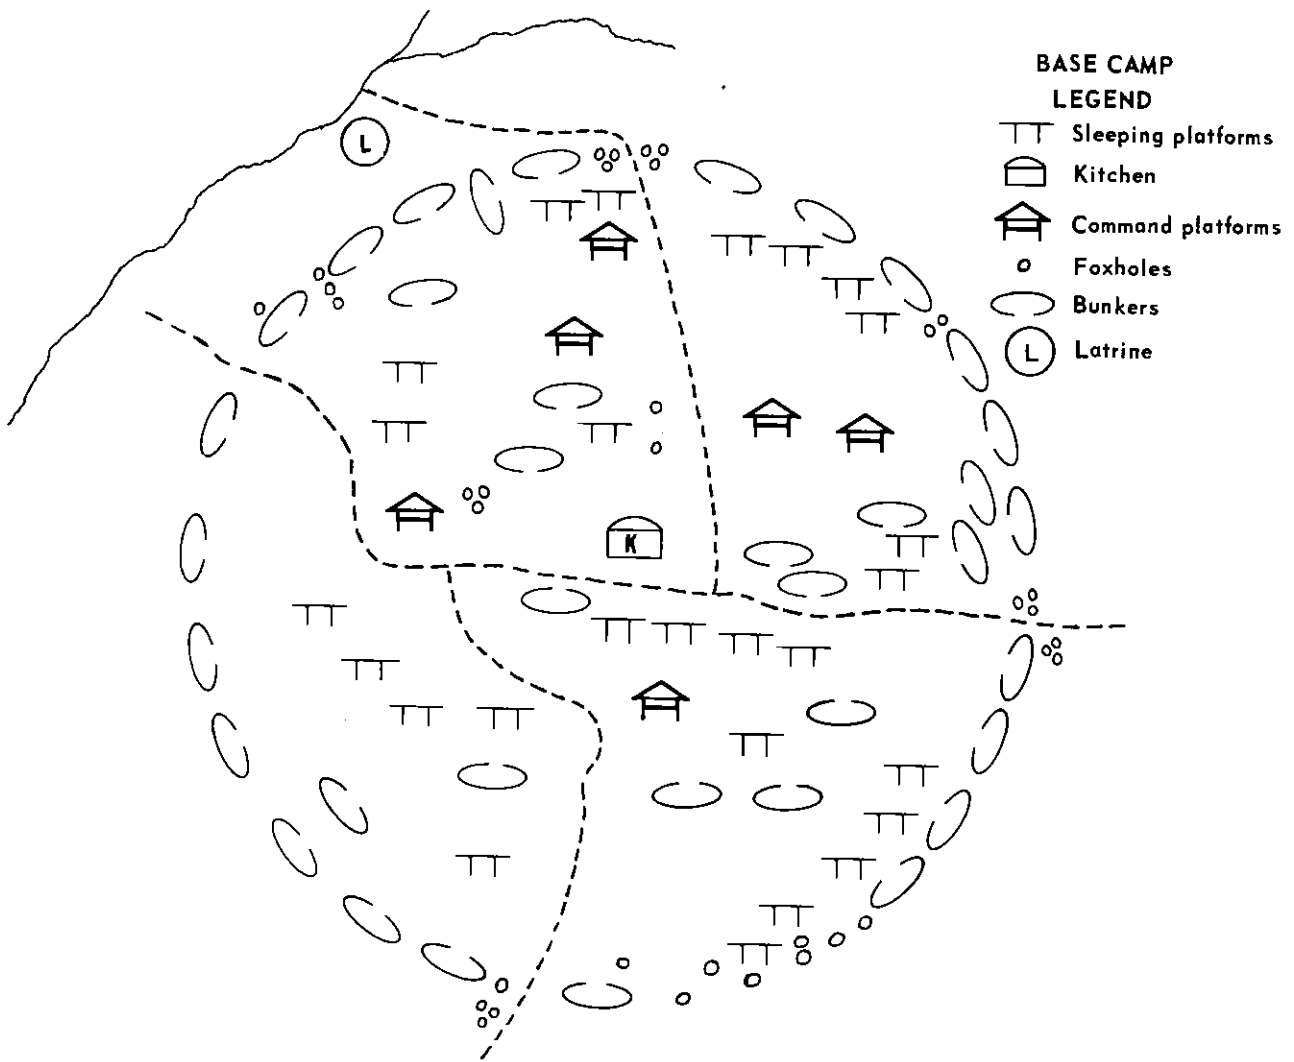 BASE CAMP
LEGEND
Sleeping platforms
Kitchen
Command platforms
Foxholes
Bunkers
L Latrine
L
K